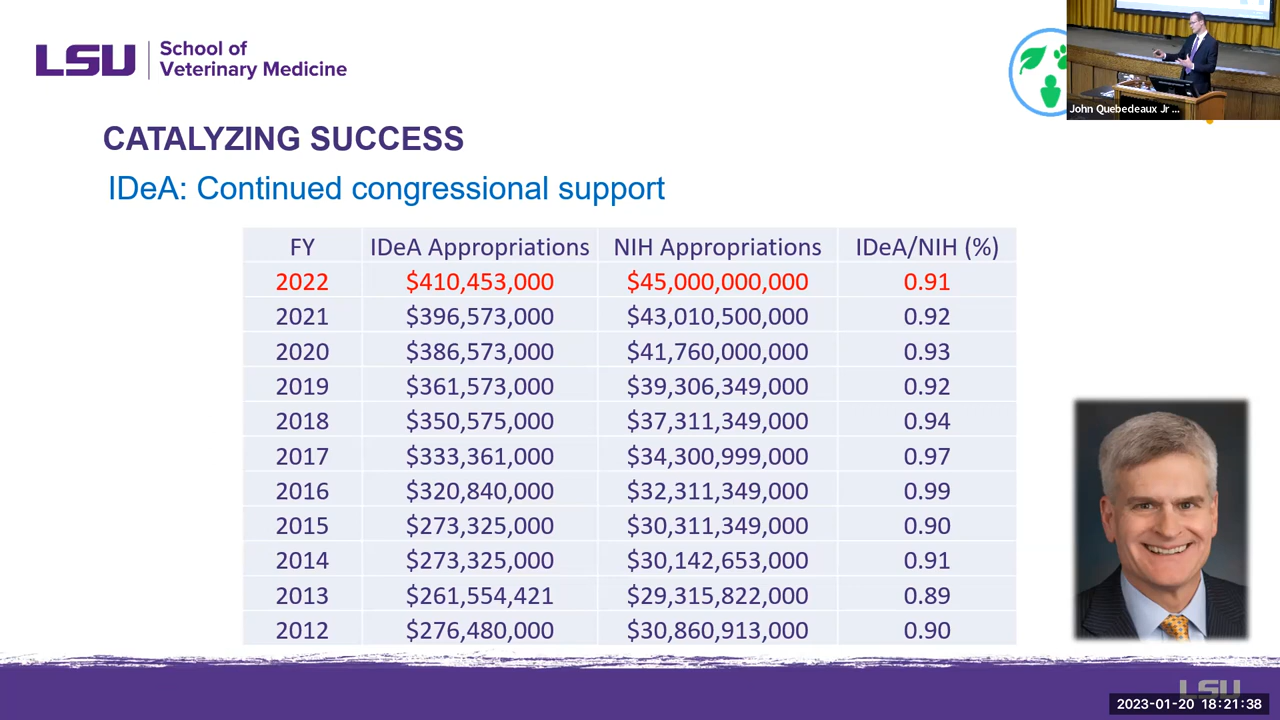 LSU
School of
Veterinary Medicine
John Quebedeaux Jr ...
CATALYZING SUCCESS
IDeA: Continued congressional support
FY IDeA Appropriations NIH Appropriations IDeA/NIH (%)
2022 $410,453,000 $45,000,000,000 0.91
2021 $396,573,000 $43,010,500,000 0.92
2020 $386,573,000 $41,760,000,000 0.93
2019 $361,573,000 $39,306,349,000 0.92
2018 $350,575,000 $37,311,349,000 0.94
2017 $333,361,000 $34,300,999,000 0.97
2016 $320,840,000 $32,311,349,000 0.99
2015 $273,325,000 $30,311,349,000 0.90
2014 $273,325,000 $30,142,653,000 0.91
2013 $261,554,421 $29,315,822,000 0.89
2012 $276,480,000 $30,860,913,000 0.90
LSU
2023-01-20 18:21:38